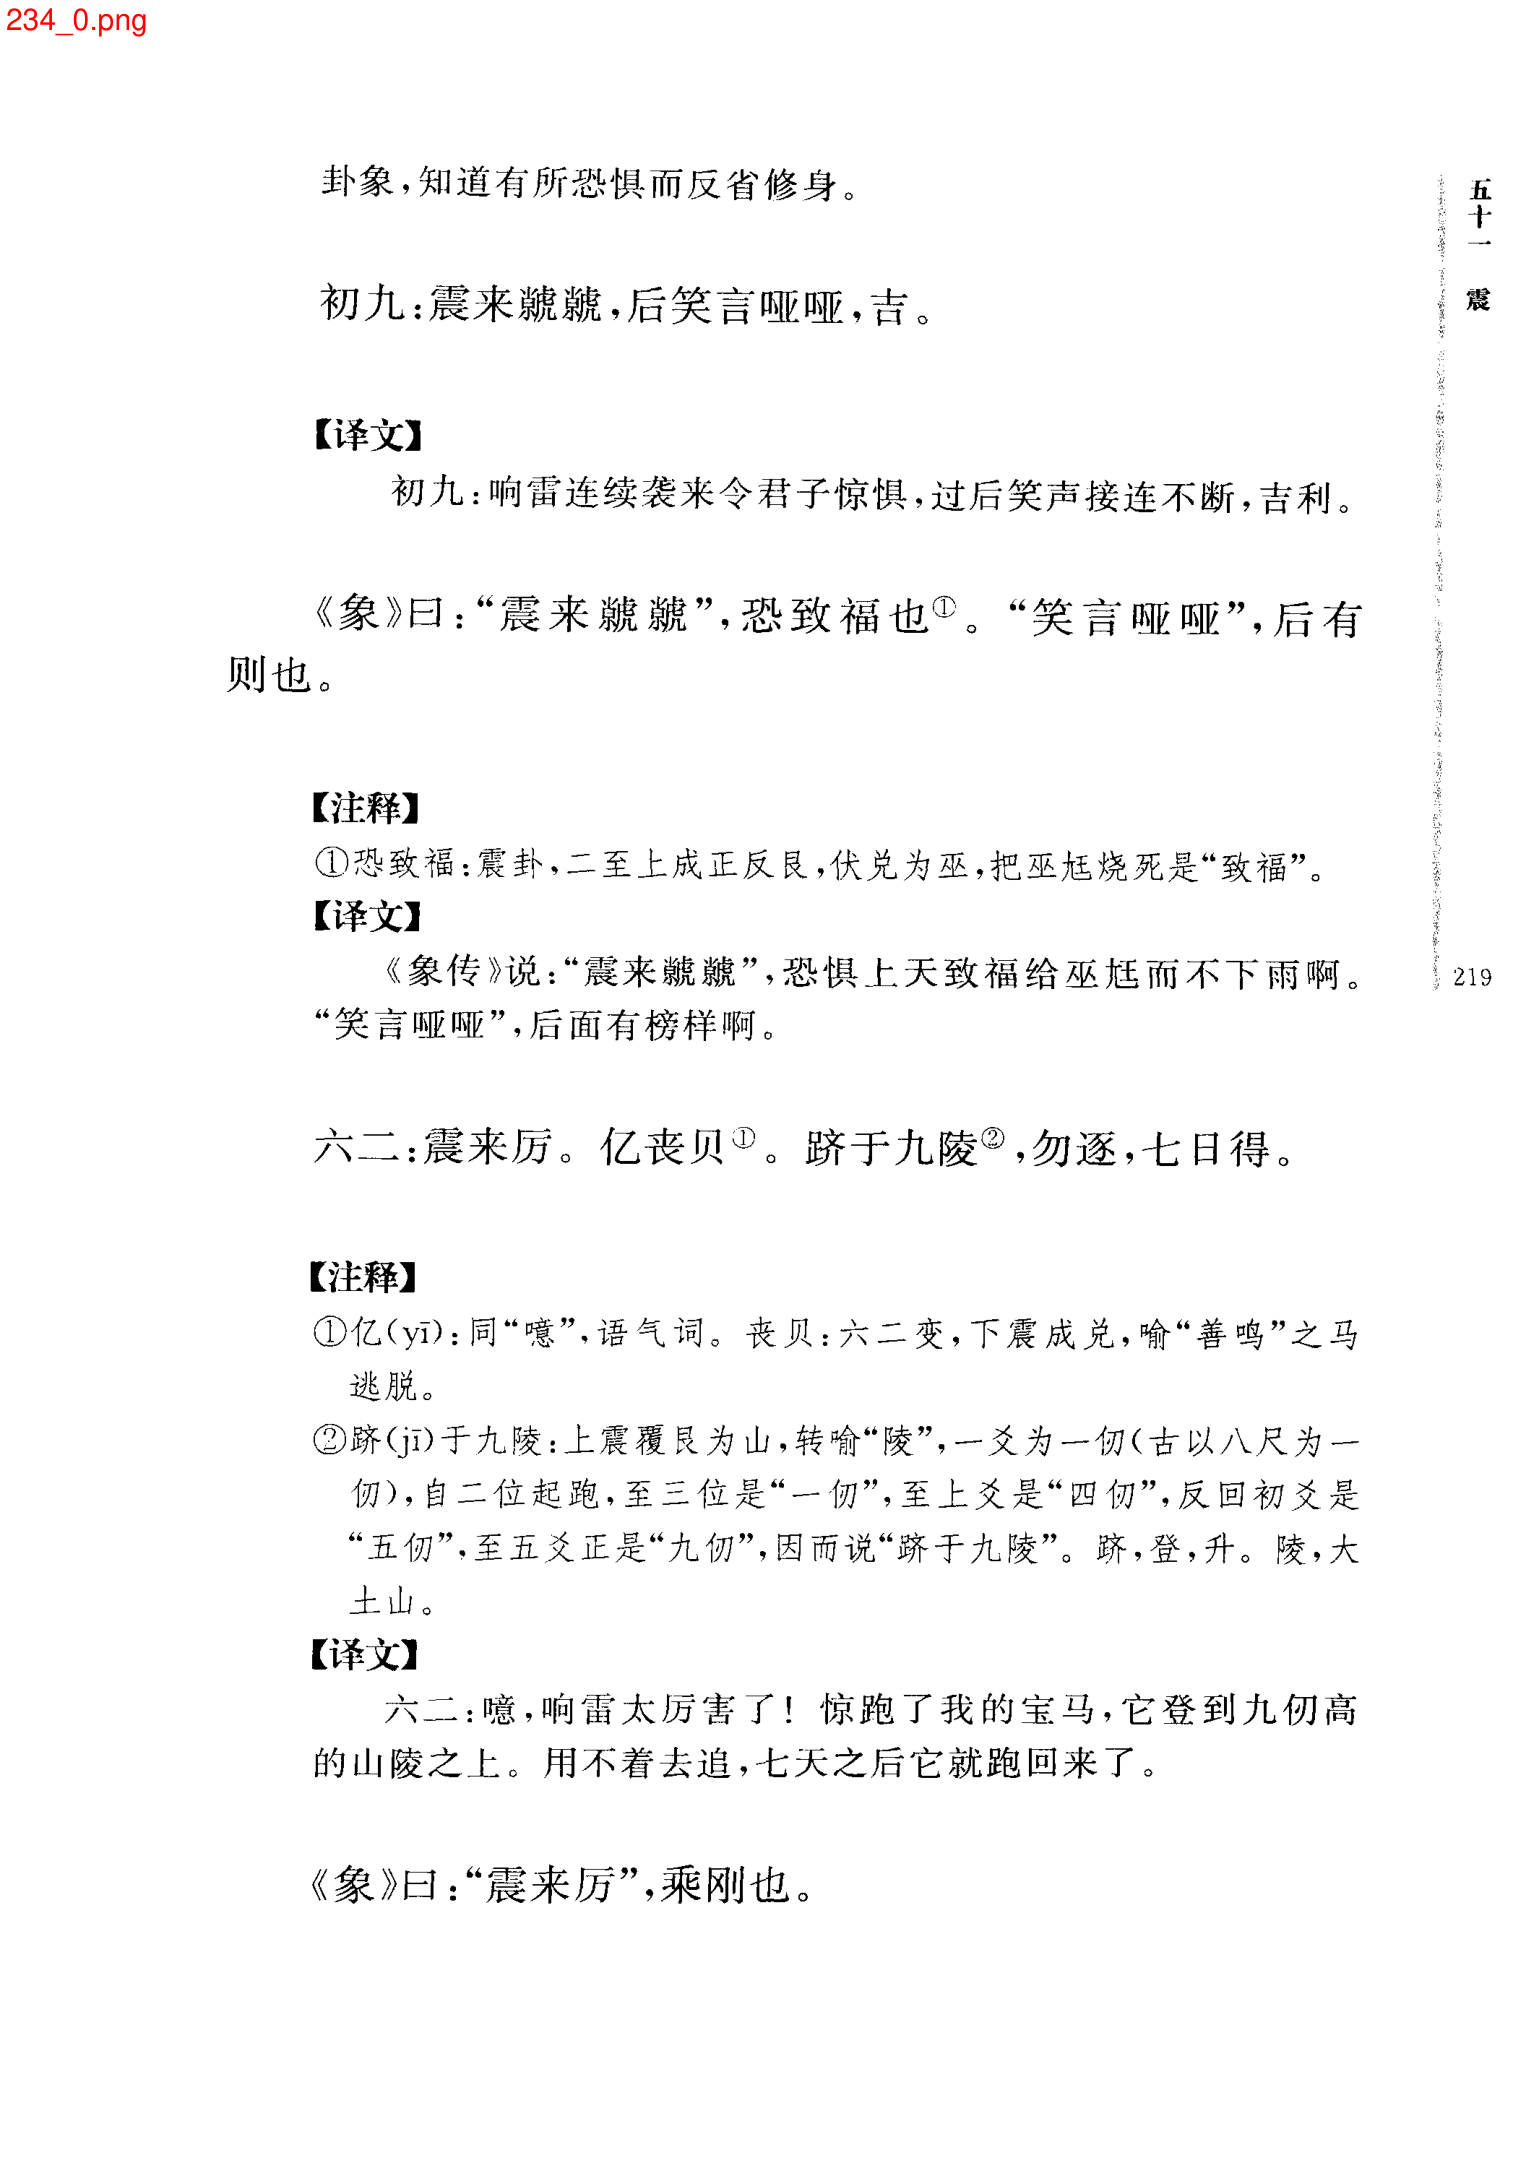 234_0.png
卦象，知道有所恐惧而反省修身。
五十一 震
初九：震来虩虩，后笑言哑哑，吉。
【译文】
初九：响雷连续袭来令君子惊惧，过后笑声接连不断，吉利。
《象》曰：“震来虩虩”，恐致福也①。“笑言哑哑”，后有
则也。
【注释】
①恐致福：震卦，二至上成正反艮，伏兑为巫，把巫尪烧死是“致福”。
【译文】
《象传》说：“震来虩虩”，恐惧上天致福给巫尪而不下雨啊。
“笑言哑哑”，后面有榜样啊。
219
六二：震来厉。亿丧贝①。跻于九陵②，勿逐，七日得。
【注释】
①亿(yī)：同“噫”，语气词。丧贝：六二变，下震成兑，喻“善鸣”之马
逃脱。
②跻(jī)于九陵：上震覆艮为山，转喻“陵”，一爻为一仞(古以八尺为一
仞)，自二位起跑，至三位是“一仞”，至上爻是“四仞”，反回初爻是
“五仞”，至五爻正是“九仞”，因而说“跻于九陵”。跻，登，升。陵，大
土山。
【译文】
六二：噫，响雷太厉害了！惊跑了我的宝马，它登到九仞高
的山陵之上。用不着去追，七天之后它就跑回来了。
《象》曰：“震来厉”，乘刚也。